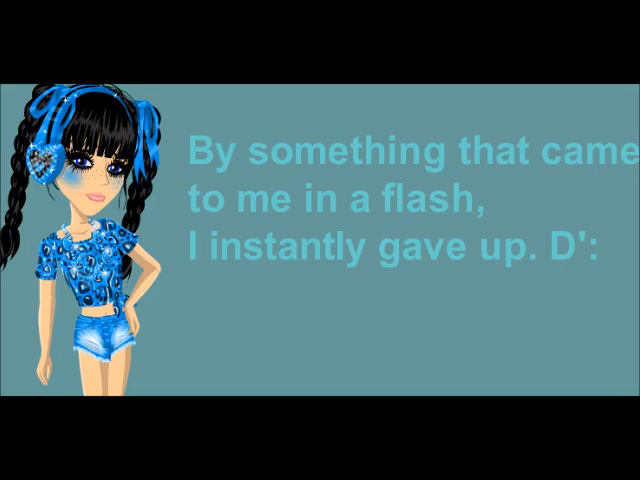 By something that came
to me in a flash,
I instantly gave up. D':